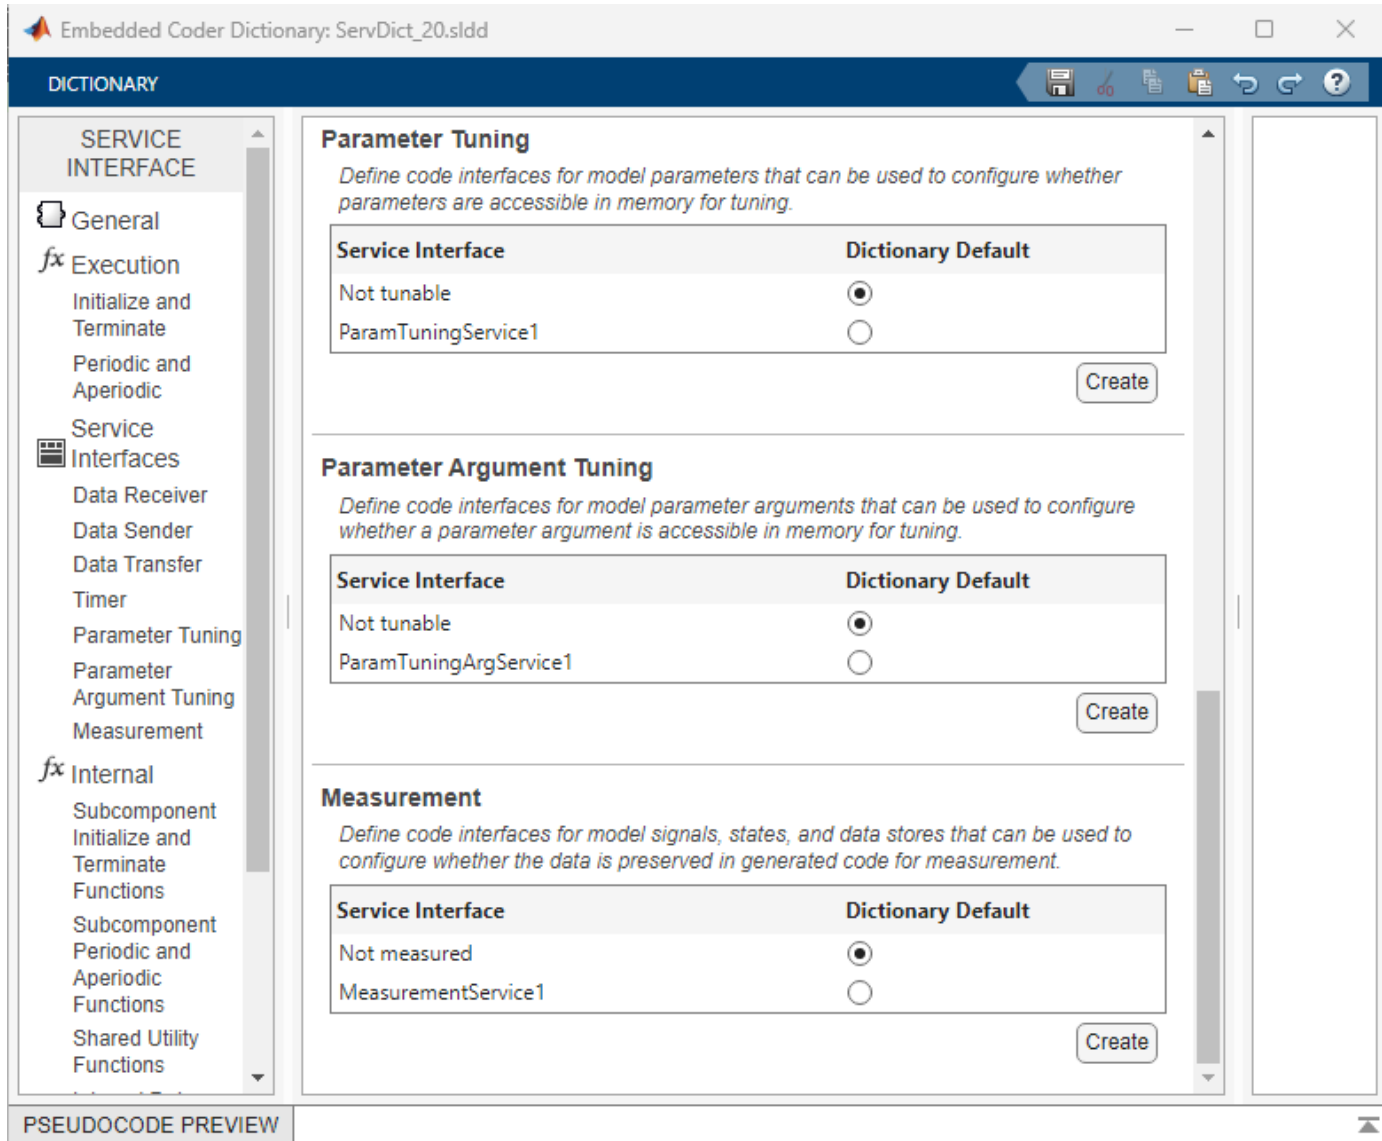 Embedded Coder Dictionary: ServDict_20.sldd
DICTIONARY
SERVICE
INTERFACE
General
fx Execution
Initialize and
Terminate
Periodic and
Aperiodic
Service
Interfaces
Data Receiver
Data Sender
Data Transfer
Timer
Parameter Tuning
Parameter
Argument Tuning
Measurement
fx Internal
Subcomponent
Initialize and
Terminate
Functions
Subcomponent
Periodic and
Aperiodic
Functions
Shared Utility
Functions
Parameter Tuning
Define code interfaces for model parameters that can be used to configure whether
parameters are accessible in memory for tuning.
Service Interface Dictionary Default
Not tunable
ParamTuningService1
Create
Parameter Argument Tuning
Define code interfaces for model parameter arguments that can be used to configure
whether a parameter argument is accessible in memory for tuning.
Service Interface Dictionary Default
Not tunable
ParamTuningArgService1
Create
Measurement
Define code interfaces for model signals, states, and data stores that can be used to
configure whether the data is preserved in generated code for measurement.
Service Interface Dictionary Default
Not measured
MeasurementService1
Create
PSEUDOCODE PREVIEW